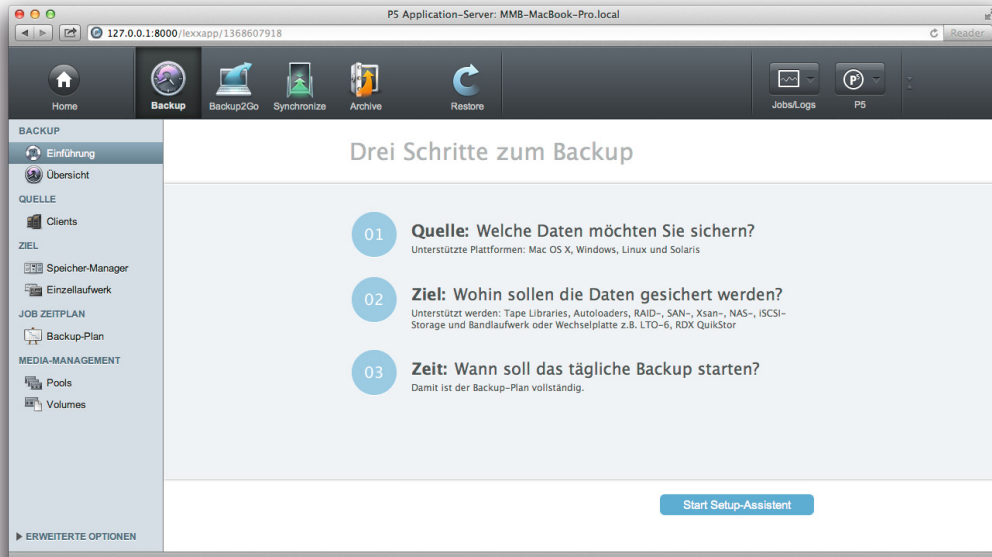 P5 Application-Server: MMB-MacBook-Pro.local
127.0.0.1:8000/lexxapp/1368607918
Reader
Home
Backup
Backup2Go
Synchronize
Archive
Restore
Jobs/Logs
P5
P5
BACKUP
Einführung
Übersicht
QUELLE
Clients
ZIEL
Speicher-Manager
Einzellaufwerk
JOB ZEITPLAN
Backup-Plan
MEDIA-MANAGEMENT
Pools
Volumes
ERWEITERTE OPTIONEN
Drei Schritte zum Backup
01
Quelle: Welche Daten möchten Sie sichern?
Unterstützte Plattformen: Mac OS X, Windows, Linux und Solaris
02
Ziel: Wohin sollen die Daten gesichert werden?
Unterstützt werden: Tape Libraries, Autoloaders, RAID-, SAN-, Xsan-, NAS-, iSCSI-
Storage und Bandlaufwerk oder Wechselplatte z.B. LTO-6, RDX QuikStor
03
Zeit: Wann soll das tägliche Backup starten?
Damit ist der Backup-Plan vollständig.
Start Setup-Assistent